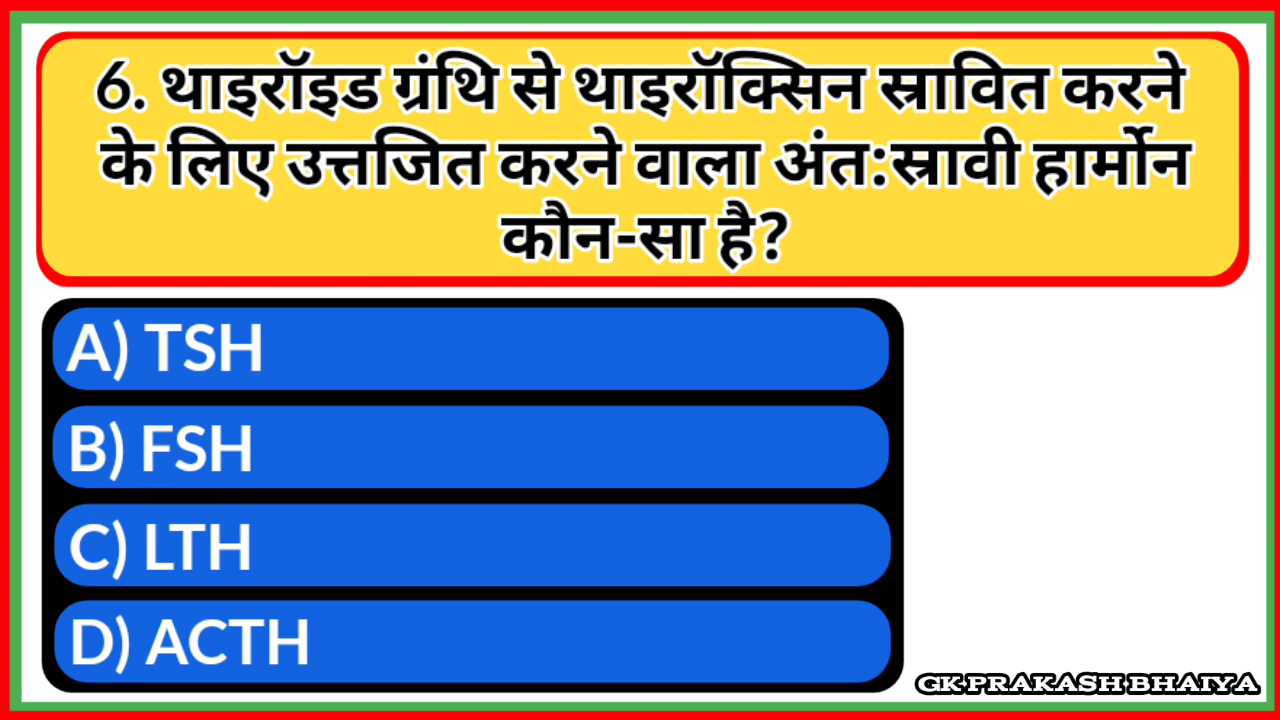 6. थाइरॉइड ग्रंथि से थाइरॉक्सिन स्रावित करने
के लिए उत्तजित करने वाला अंत:स्रावी हार्मोन
कौन-सा है?
A) TSH
B) FSH
C) LTH
D) ACTH
GK PRAKASH BHAIYA